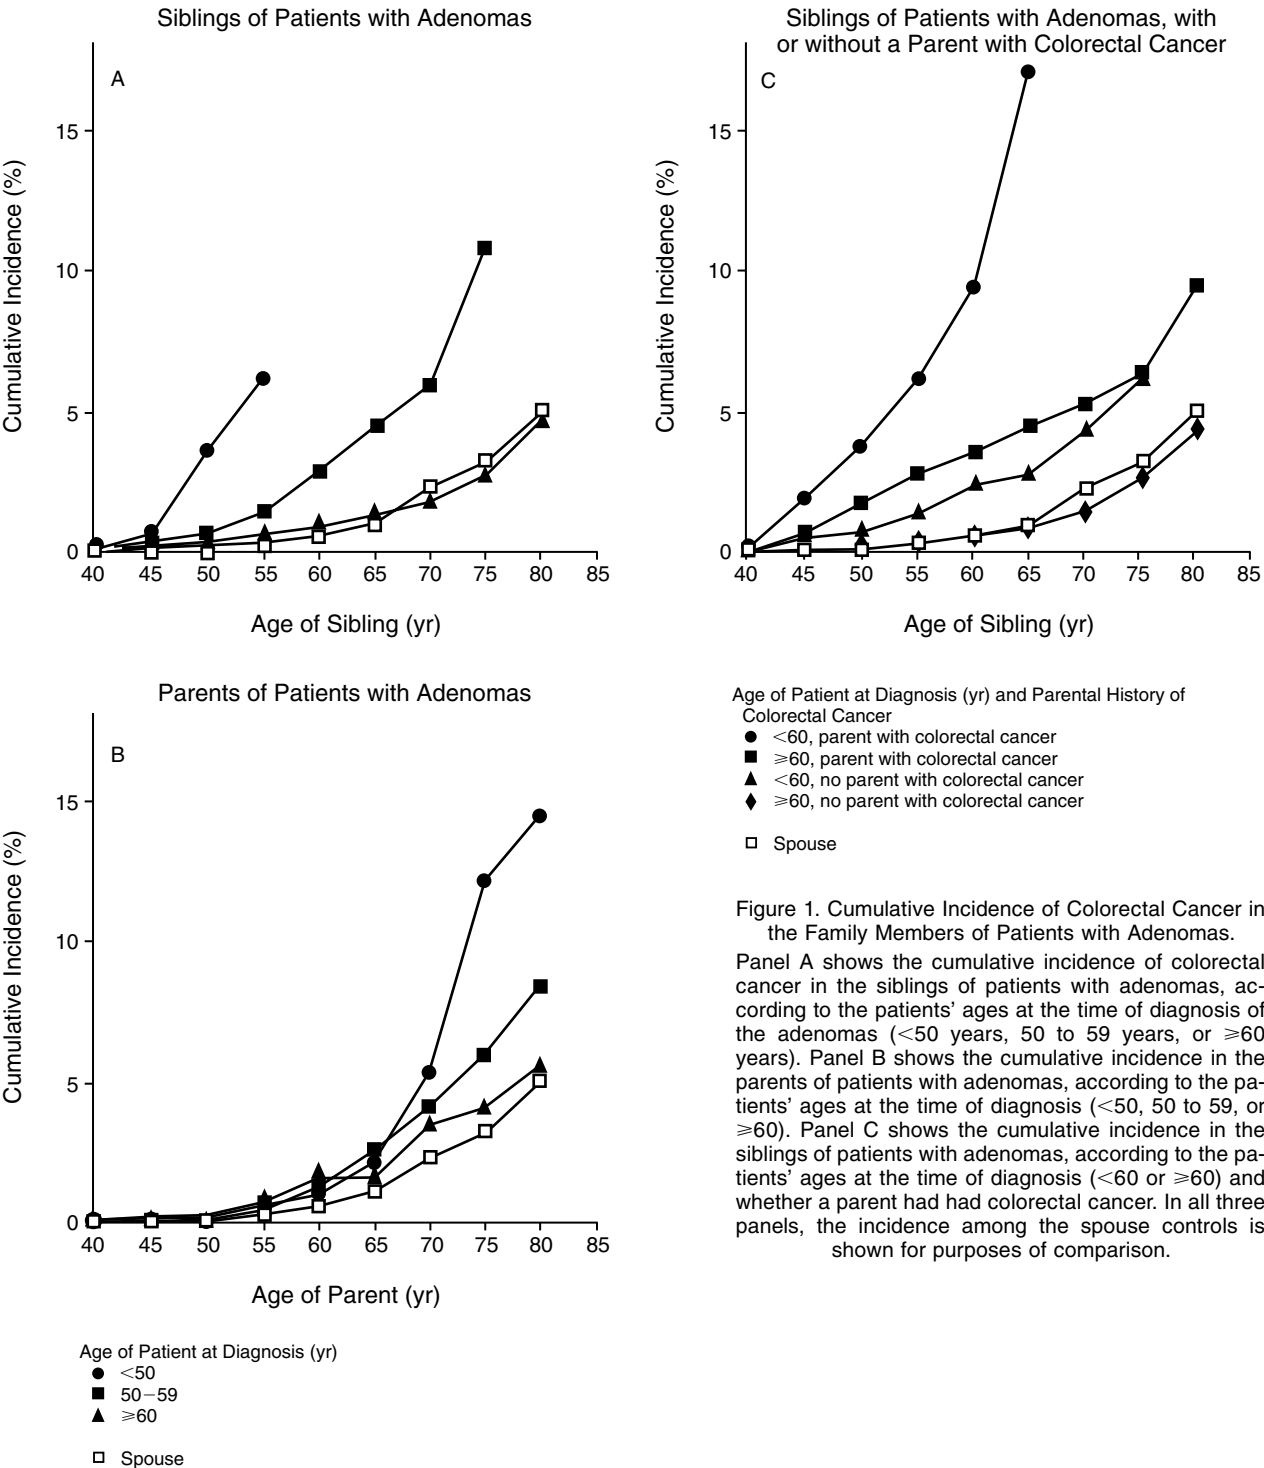 Siblings of Patients with Adenomas
A
15
10
5
0
40 45 50 55 60 65 70 75 80 85
Cumulative Incidence (%)
Age of Sibling (yr)
Siblings of Patients with Adenomas, with
or without a Parent with Colorectal Cancer
C
15
10
5
0
40 45 50 55 60 65 70 75 80 85
Cumulative Incidence (%)
Age of Sibling (yr)
Parents of Patients with Adenomas
B
15
10
5
0
40 45 50 55 60 65 70 75 80 85
Cumulative Incidence (%)
Age of Parent (yr)
Age of Patient at Diagnosis (yr)
<50
50–59
⩾60
Spouse
Age of Patient at Diagnosis (yr) and Parental History of
Colorectal Cancer
<60, parent with colorectal cancer
⩾60, parent with colorectal cancer
<60, no parent with colorectal cancer
⩾60, no parent with colorectal cancer
Spouse
Figure 1. Cumulative Incidence of Colorectal Cancer in
the Family Members of Patients with Adenomas.
Panel A shows the cumulative incidence of colorectal
cancer in the siblings of patients with adenomas, ac-
cording to the patients’ ages at the time of diagnosis of
the adenomas (<50 years, 50 to 59 years, or ⩾60
years). Panel B shows the cumulative incidence in the
parents of patients with adenomas, according to the pa-
tients’ ages at the time of diagnosis (<50, 50 to 59, or
⩾60). Panel C shows the cumulative incidence in the
siblings of patients with adenomas, according to the pa-
tients’ ages at the time of diagnosis (<60 or ⩾60) and
whether a parent had had colorectal cancer. In all three
panels, the incidence among the spouse controls is
shown for purposes of comparison.